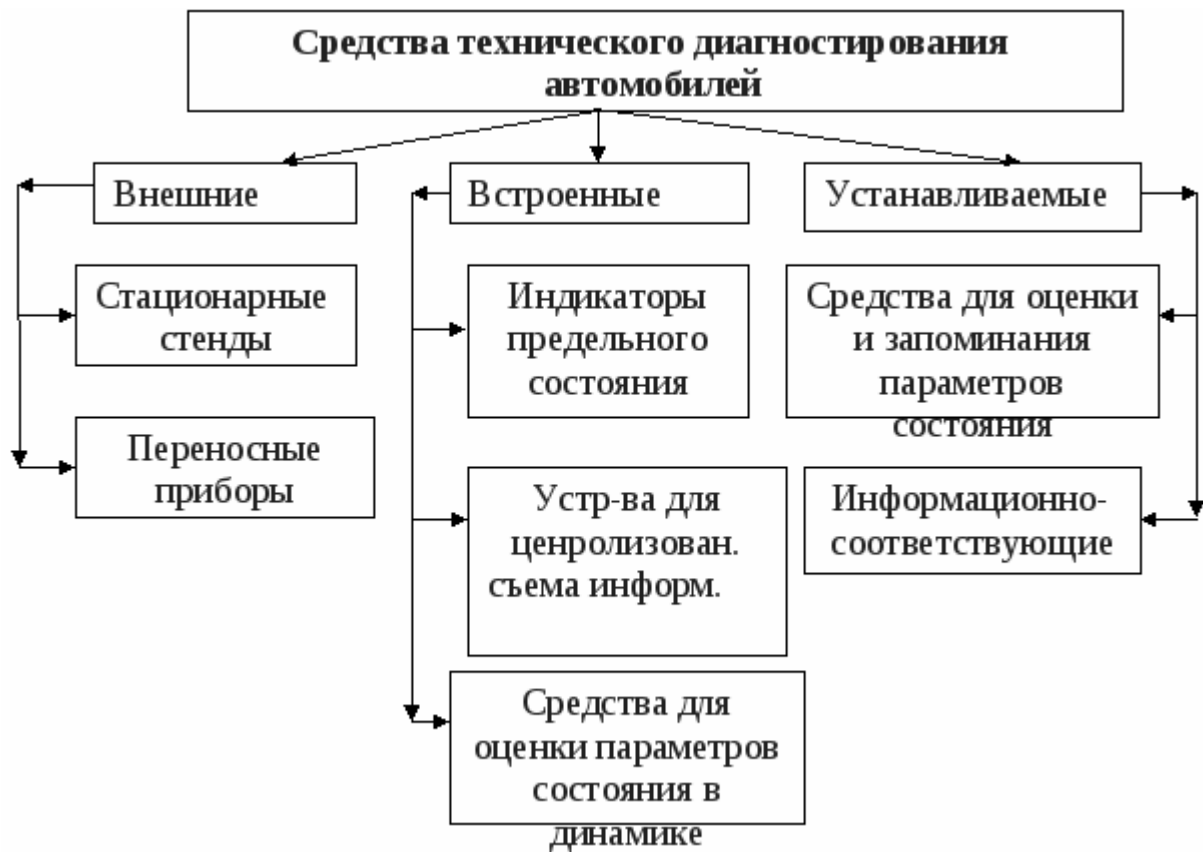 Средства технического диагностирования
автомобилей
Внешние
Встроенные
Устанавливаемые
Стационарные
стенды
Индикаторы
предельного
состояния
Средства для оценки
и запоминания
параметров
состояния
Переносные
приборы
Устр-ва для
ценролизован.
съема информ.
Информационно-
соответствующие
Средства для
оценки параметров
состояния в
динамике